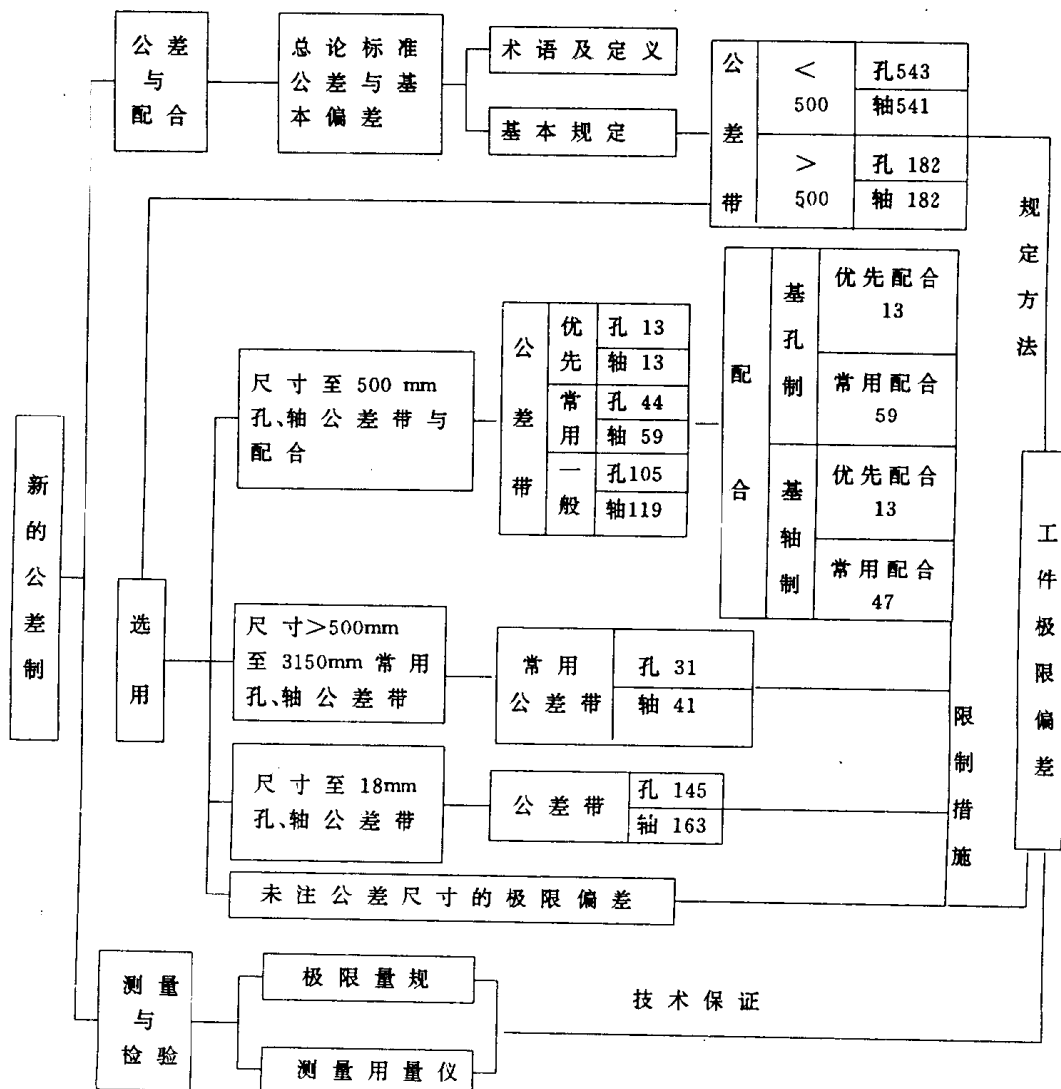 公差
与
配合
总论标准
公差与基
本偏差
术语及定义
基本规定
公差带
<
500
孔543
轴541
>
500
孔 182
轴 182
规定方法
新的公差制
选用
尺寸至 500 mm
孔、轴公差带与
配合
公差带
优先
孔 13
轴 13
常用
孔 44
轴 59
一般
孔105
轴119
配合
基孔制
优先配合
13
常用配合
59
基轴制
优先配合
13
常用配合
47
尺寸>500mm
至 3150mm 常用
孔、轴公差带
常用
公差带
孔 31
轴 41
尺寸至 18mm
孔、轴公差带
公差带
孔 145
轴 163
未注公差尺寸的极限偏差
限制措施
工件极限偏差
测量
与
检验
极限量规
测量用量仪
技术保证